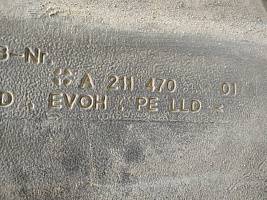 B-Nr.
A 211 470 01
D EVOH PE LLD <